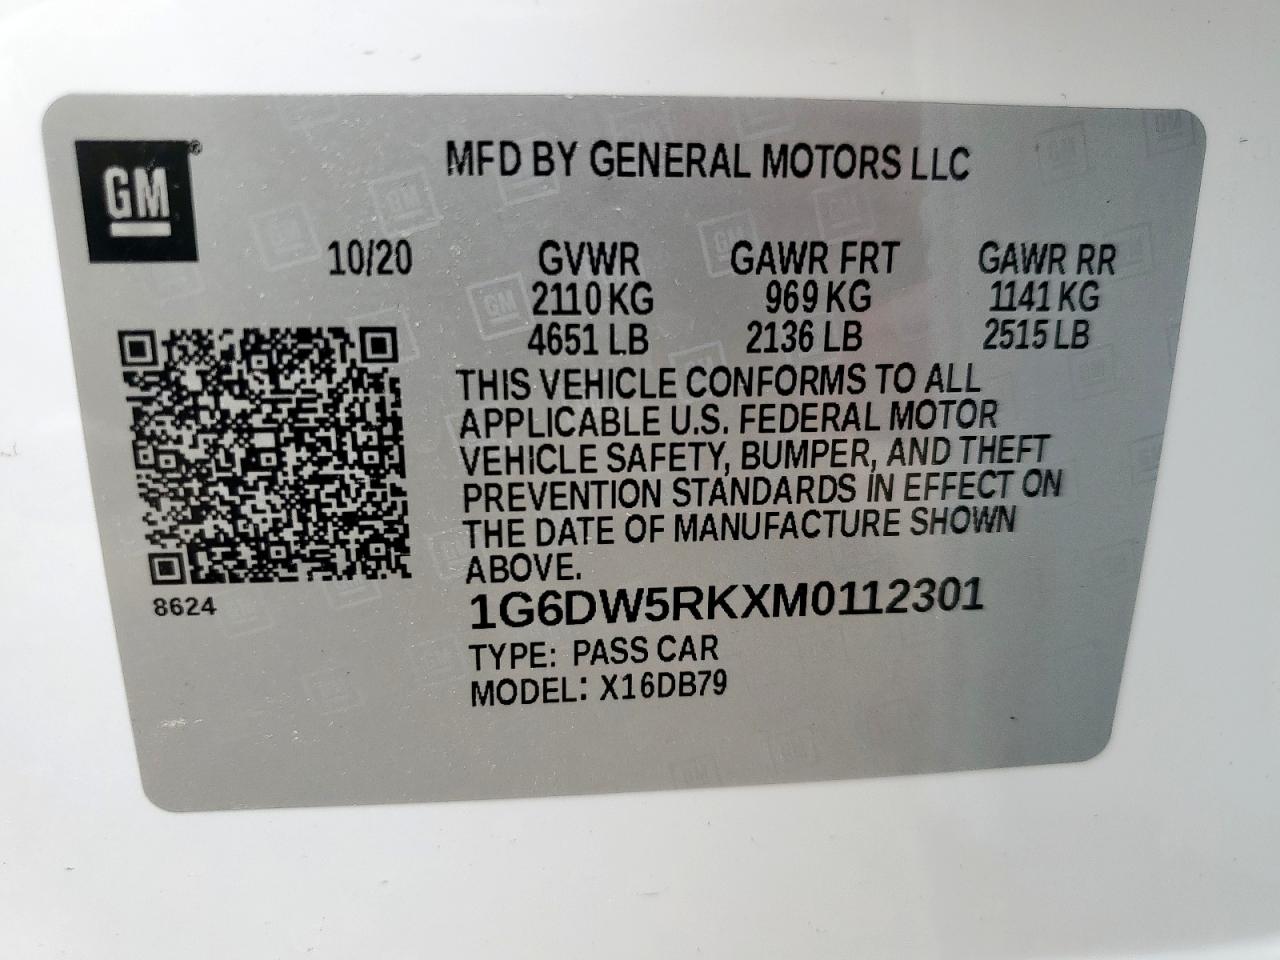 GM®
MFD BY GENERAL MOTORS LLC
10/20 GVWR GAWR FRT GAWR RR
2110 KG 969 KG 1141 KG
4651 LB 2136 LB 2515 LB
THIS VEHICLE CONFORMS TO ALL
APPLICABLE U.S. FEDERAL MOTOR
VEHICLE SAFETY, BUMPER, AND THEFT
PREVENTION STANDARDS IN EFFECT ON
THE DATE OF MANUFACTURE SHOWN
ABOVE.
8624
1G6DW5RKXM0112301
TYPE: PASS CAR
MODEL: X16DB79